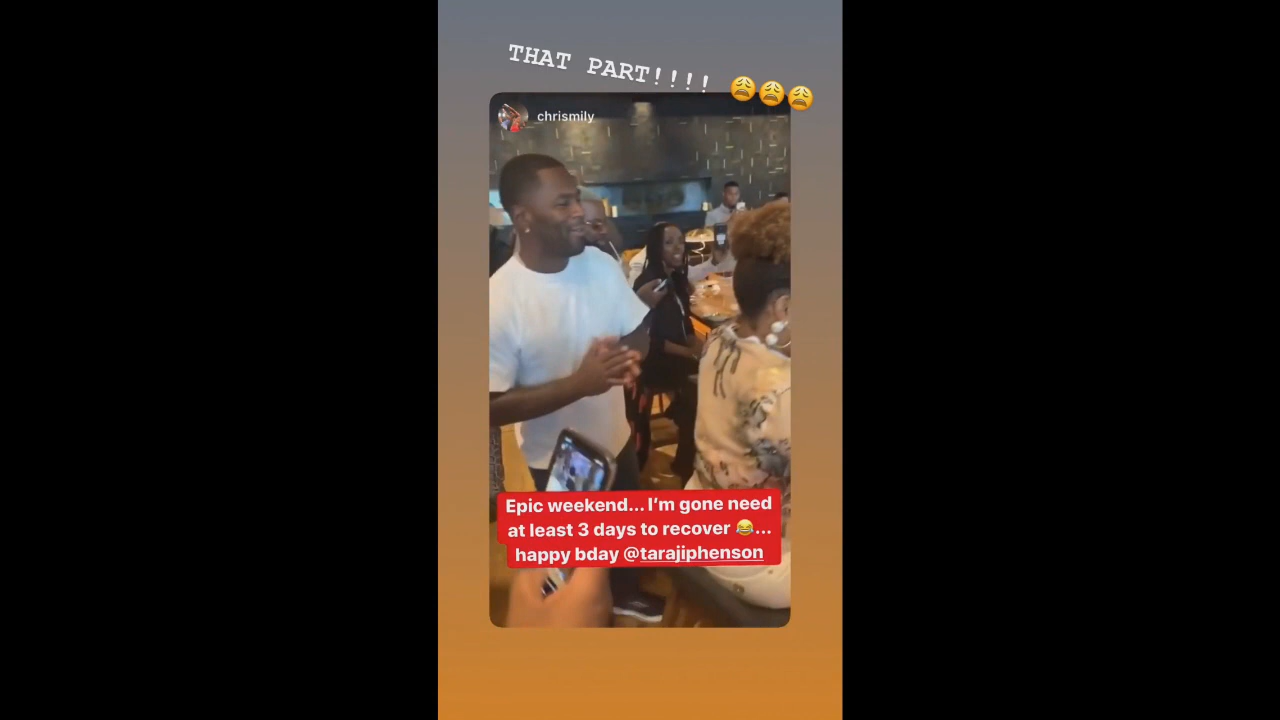 THAT PART!!!! 😩😩😩
chrismily
Epic weekend... I'm gone need
at least 3 days to recover 😂...
happy bday @tarajiphenson